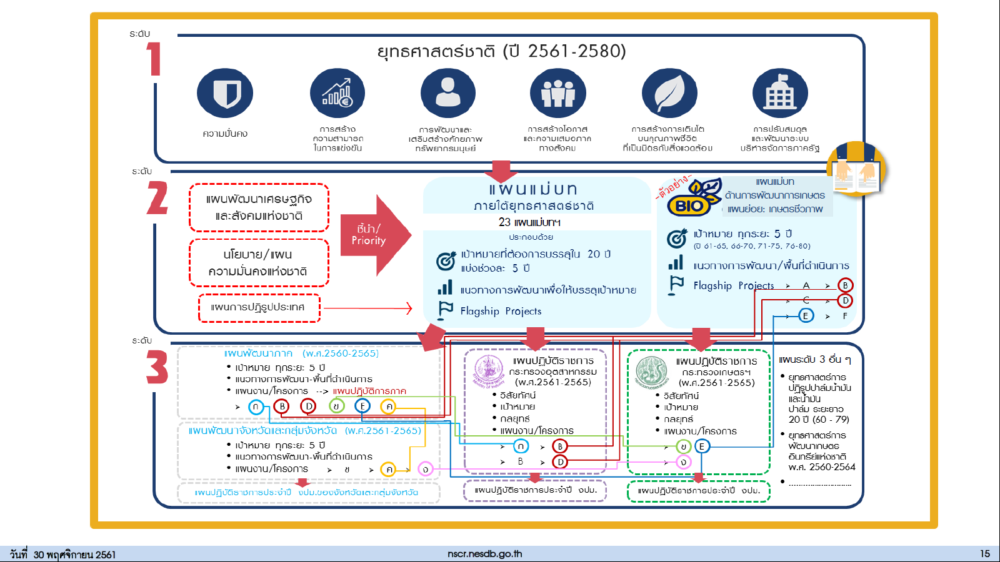 ระดับ
1
ยุทธศาสตร์ชาติ (ปี 2561-2580)
ความมั่นคง
การสร้าง
ความสามารถ
ในการแข่งขัน
การพัฒนาและ
เสริมสร้างศักยภาพ
ทรัพยากรมนุษย์
การสร้างโอกาส
และความเสมอภาค
ทางสังคม
การสร้างการเติบโต
บนคุณภาพชีวิต
ที่เป็นมิตรกับสิ่งแวดล้อม
การปรับสมดุล
และพัฒนาระบบ
บริหารจัดการภาครัฐ
ระดับ
2
แผนพัฒนาเศรษฐกิจ
และสังคมแห่งชาติ
นโยบาย/แผน
ความมั่นคงแห่งชาติ
แผนการปฏิรูปประเทศ
ชี้นำ/
Priority
แผนแม่บท
ภายใต้ยุทธศาสตร์ชาติ
23 แผนแม่บทฯ
ประกอบด้วย
เป้าหมายที่ต้องการบรรลุใน 20 ปี
แบ่งช่วงละ 5 ปี
แนวทางการพัฒนาเพื่อให้บรรลุเป้าหมาย
Flagship Projects
-ตัวอย่าง-
BIO
แผนแม่บท
ด้านการพัฒนาการเกษตร
แผนย่อย: เกษตรชีวภาพ
เป้าหมาย ทุกระยะ 5 ปี
(ปี 61-65, 66-70, 71-75, 76-80)
แนวทางการพัฒนา/พื้นที่ดำเนินการ
Flagship Projects ➢ A ➢ B
➢ C ➢ D
➢ E ➢ F
ระดับ
3
แผนพัฒนาภาค (พ.ศ.2560-2565)
• เป้าหมาย ทุกระยะ 5 ปี
• แนวทางการพัฒนา-พื้นที่ดำเนินการ
• แผนงาน/โครงการ --> แผนปฏิบัติการภาค
➢ ก B D ข E ค
แผนพัฒนาจังหวัดและกลุ่มจังหวัด (พ.ศ.2561-2565)
• เป้าหมาย ทุกระยะ 5 ปี
• แนวทางการพัฒนา-พื้นที่ดำเนินการ
• แผนงาน/โครงการ ➢ ข ➢ ค ➢ ง
แผนปฏิบัติราชการประจำปี งปม.ของจังหวัดและกลุ่มจังหวัด
แผนปฏิบัติราชการ
กระทรวงอุตสาหกรรม
(พ.ศ.2561-2565)
• วิสัยทัศน์
• เป้าหมาย
• กลยุทธ์
• แผนงาน/โครงการ
➢ ก ➢ B
➢ B ➢ D
แผนปฏิบัติราชการประจำปี งปม.
แผนปฏิบัติราชการ
กระทรวงเกษตรฯ
(พ.ศ.2561-2565)
• วิสัยทัศน์
• เป้าหมาย
• กลยุทธ์
• แผนงาน/โครงการ
➢ ข E
➢ ง
แผนปฏิบัติราชการประจำปี งปม.
แผนระดับ 3 อื่น ๆ
• ยุทธศาสตร์การ
ปฏิรูปปาล์มน้ำมัน
และน้ำมัน
ปาล์ม ระยะยาว
20 ปี (60 - 79)
• ยุทธศาสตร์การ
พัฒนาเกษตร
อินทรีย์แห่งชาติ
พ.ศ. 2560-2564
• ............................
วันที่ 30 พฤศจิกายน 2561
nscr.nesdb.go.th
15